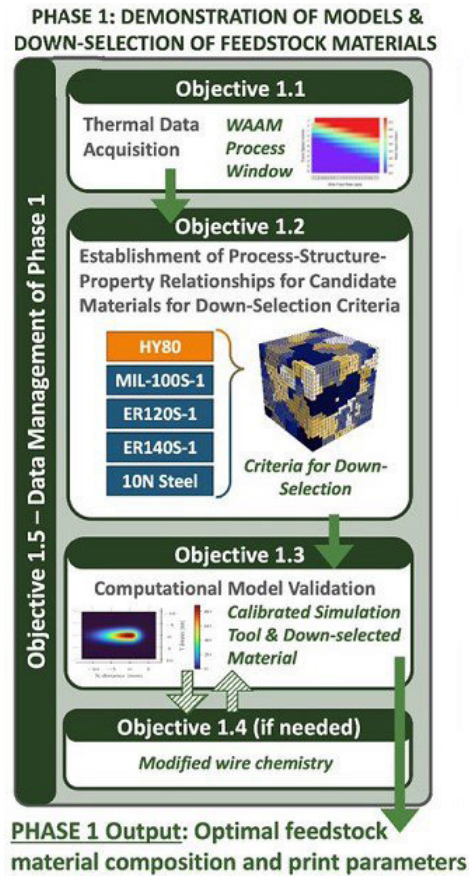 PHASE 1: DEMONSTRATION OF MODELS &
DOWN-SELECTION OF FEEDSTOCK MATERIALS
Objective 1.5 – Data Management of Phase 1
Objective 1.1
Thermal Data
Acquisition
WAAM
Process
Window
Objective 1.2
Establishment of Process-Structure-
Property Relationships for Candidate
Materials for Down-Selection Criteria
HY80
MIL-100S-1
ER120S-1
ER140S-1
10N Steel
Criteria for Down-
Selection
Objective 1.3
Computational Model Validation
Calibrated Simulation
Tool & Down-selected
Material
Objective 1.4 (if needed)
Modified wire chemistry
PHASE 1 Output: Optimal feedstock
material composition and print parameters